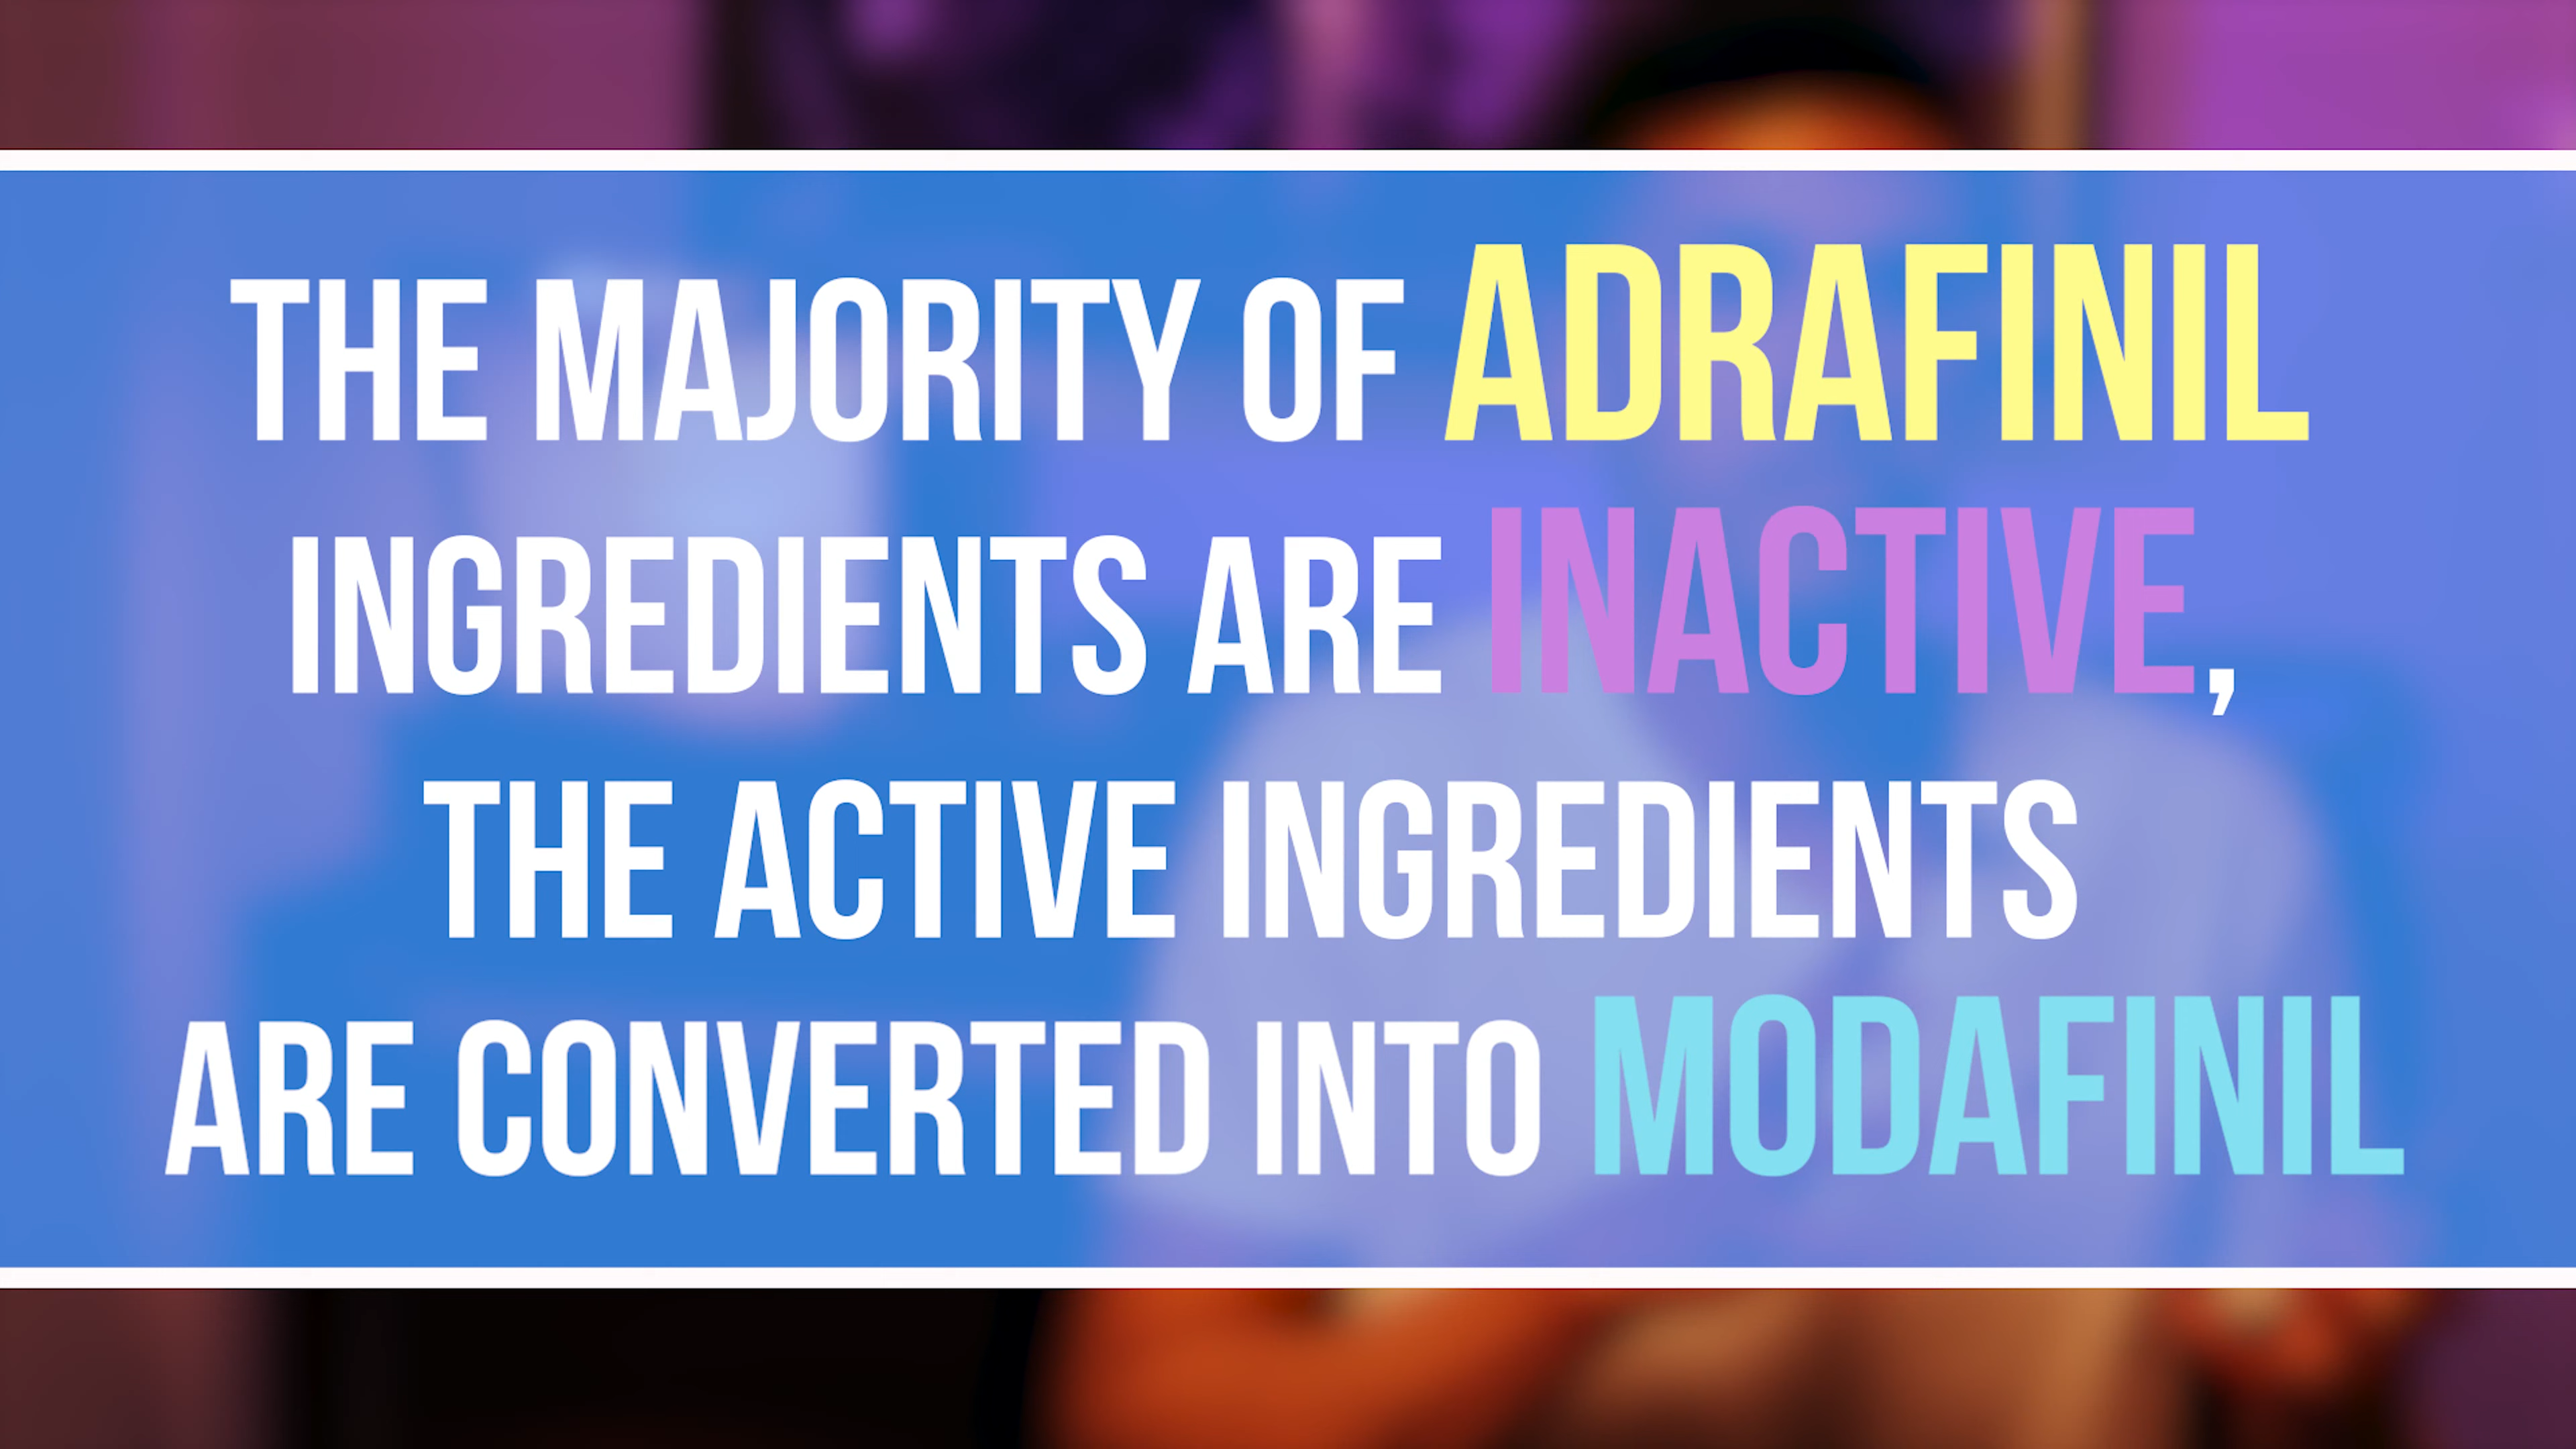 THE MAJORITY OF ADRAFINIL
INGREDIENTS ARE INACTIVE,
THE ACTIVE INGREDIENTS
ARE CONVERTED INTO MODAFINIL